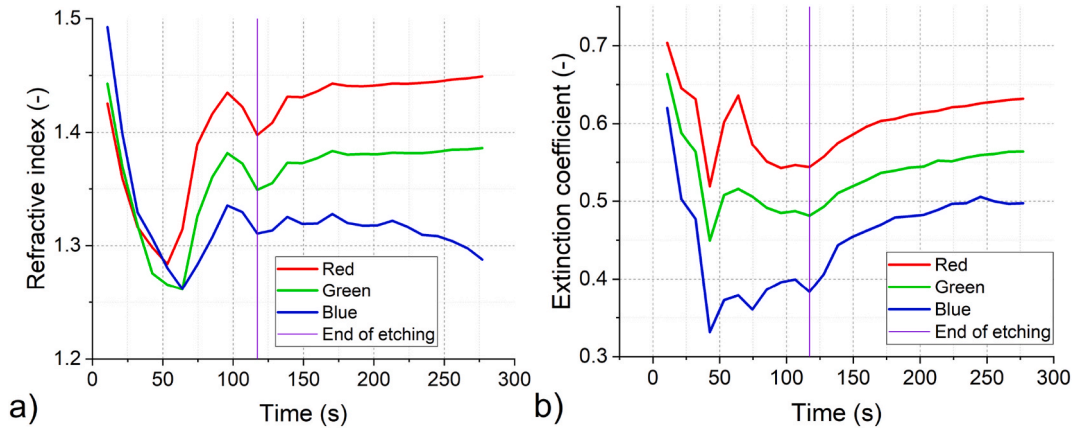 Refractive index (-)
1.5
1.4
1.3
1.2
0
50
100
150
200
250
300
Time (s)
Red
Green
Blue
End of etching
a)
Extinction coefficient (-)
0.7
0.6
0.5
0.4
0.3
0
50
100
150
200
250
300
Time (s)
Red
Green
Blue
End of etching
b)